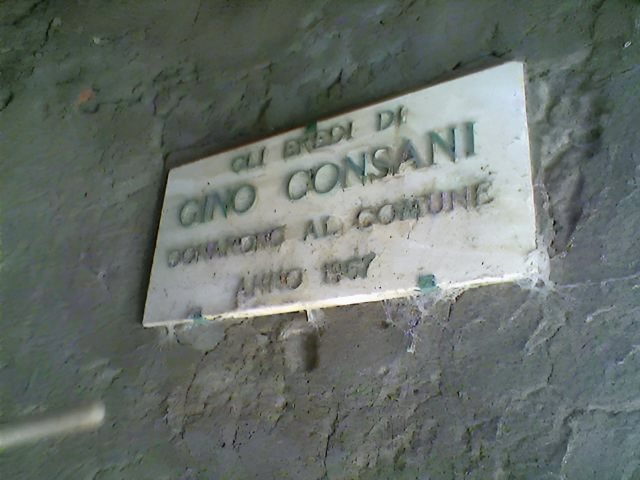 GLI EREDI DI
GINO CONSANI
DONARONO AL COMUNE
ANNO 1967